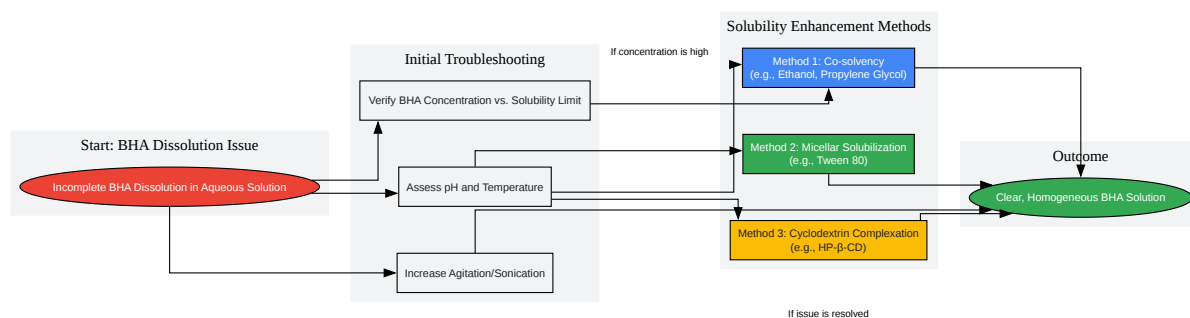 Start: BHA Dissolution Issue
Incomplete BHA Dissolution in Aqueous Solution
Initial Troubleshooting
Verify BHA Concentration vs. Solubility Limit
Assess pH and Temperature
Increase Agitation/Sonication
If concentration is high
Solubility Enhancement Methods
Method 1: Co-solvency
(e.g., Ethanol, Propylene Glycol)
Method 2: Micellar Solubilization
(e.g., Tween 80)
Method 3: Cyclodextrin Complexation
(e.g., HP-β-CD)
Outcome
Clear, Homogeneous BHA Solution
If issue is resolved